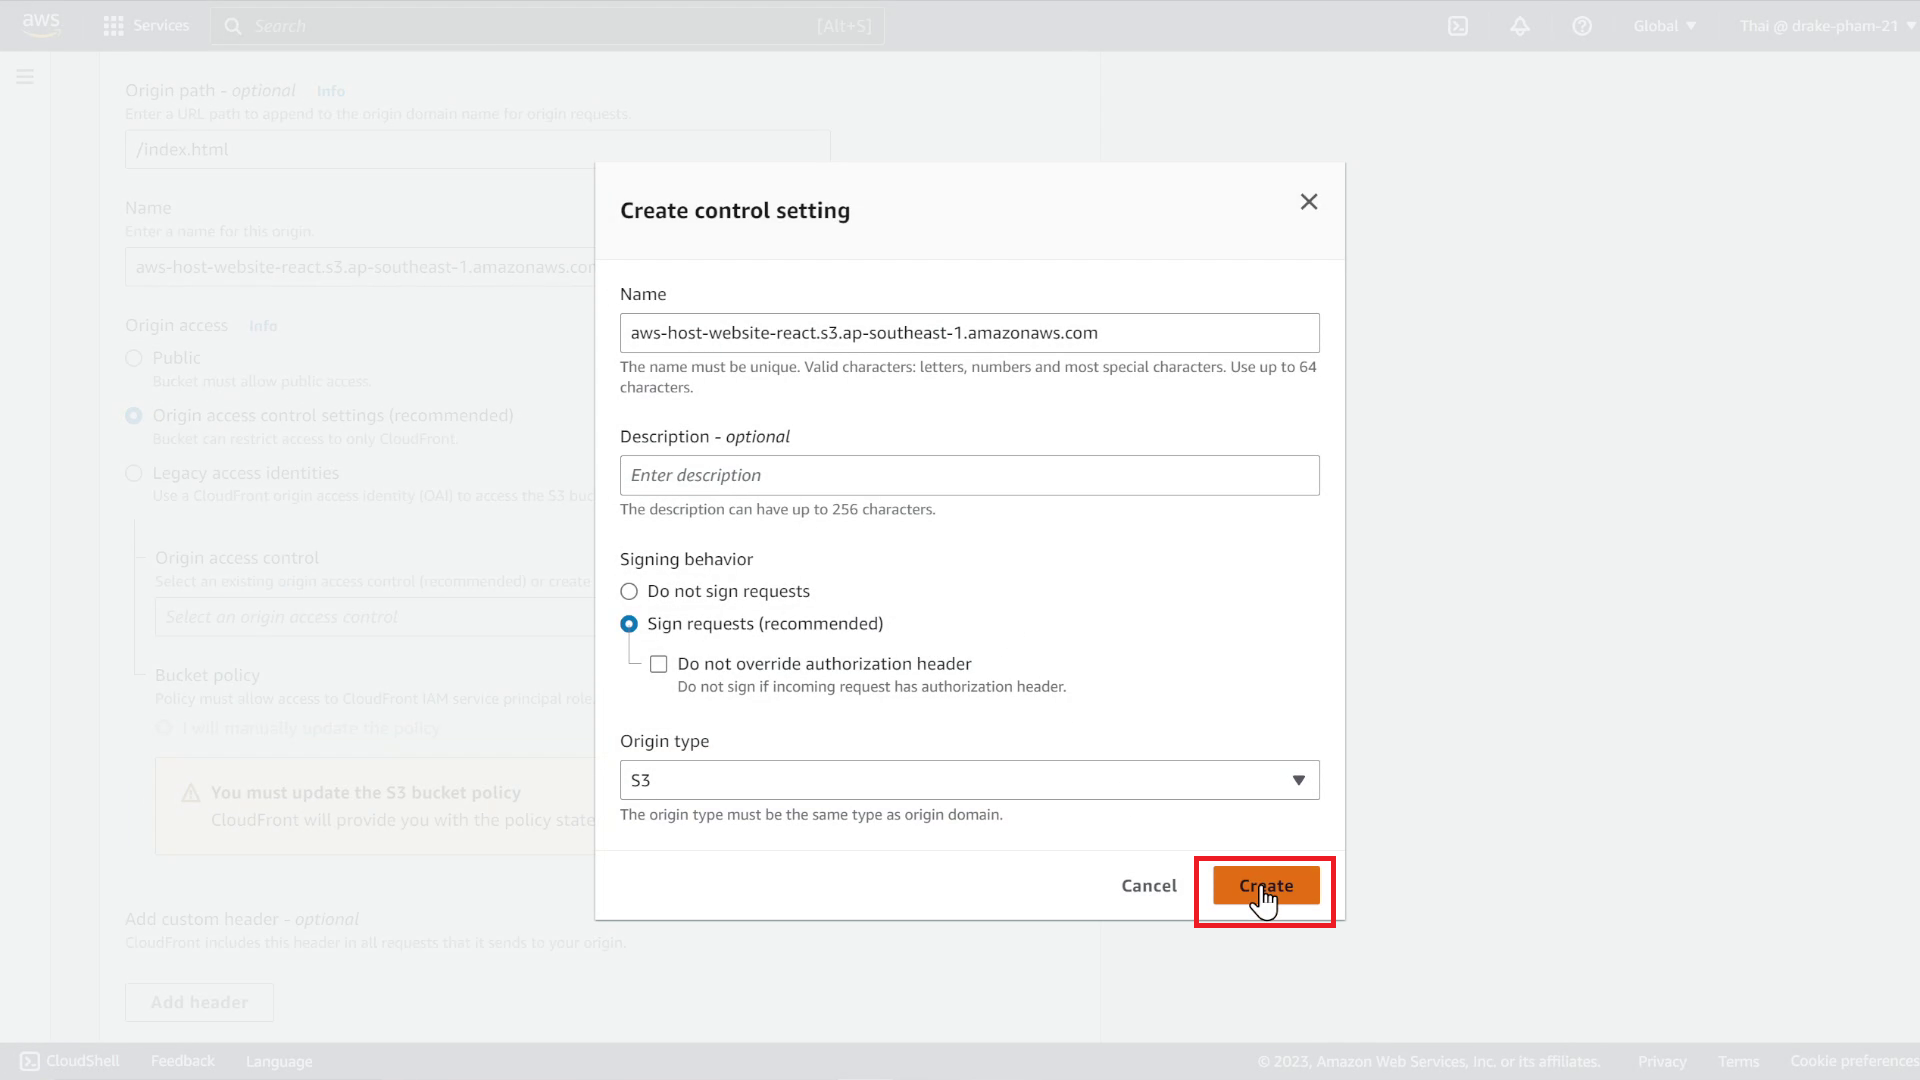 aws
Services
Search
[Alt+S]
Global
Thai @ drake-pham-21
Origin path - optional
Info
Enter a URL path to append to the origin domain name for origin requests.
/index.html
Name
Enter a name for this origin.
aws-host-website-react.s3.ap-southeast-1.amazonaws.com
Origin access
Info
Public
Bucket must allow public access.
Origin access control settings (recommended)
Bucket can restrict access to only CloudFront.
Legacy access identities
Use a CloudFront origin access identity (OAI) to access the S3
Origin access control
Select an existing origin access control (recommended) or create
Select an origin access control
Bucket policy
Policy must allow access to CloudFront IAM service principal role.
I will manually update the policy
You must update the S3 bucket policy
CloudFront will provide you with the policy
Add custom header - optional
CloudFront includes this header in all requests that it sends to your origin.
Add header
Create control setting
Name
aws-host-website-react.s3.ap-southeast-1.amazonaws.com
The name must be unique. Valid characters: letters, numbers and most special characters. Use up to 64
characters.
Description - optional
Enter description
The description can have up to 256 characters.
Signing behavior
Do not sign requests
Sign requests (recommended)
Do not override authorization header
Do not sign if incoming request has authorization header.
Origin type
S3
The origin type must be the same type as origin domain.
Cancel
Create
CloudShell
Feedback
Language
© 2023, Amazon Web Services, Inc. or its affiliates.
Privacy
Terms
Cookie preferences